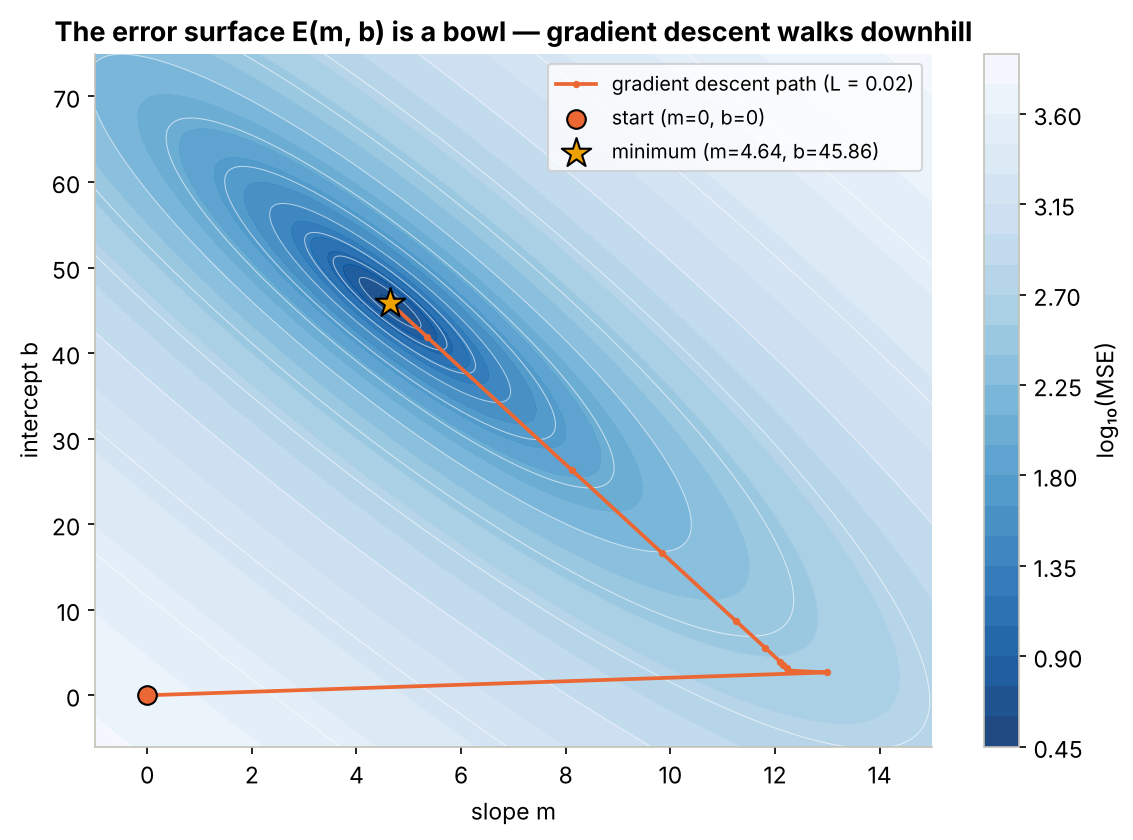 The error surface E(m, b) is a bowl — gradient descent walks downhill
gradient descent path (L = 0.02)
start (m=0, b=0)
minimum (m=4.64, b=45.86)
intercept b
70
60
50
40
30
20
10
0
0 2 4 6 8 10 12 14
slope m
3.60
3.15
2.70
2.25
1.80
1.35
0.90
0.45
log₁₀(MSE)